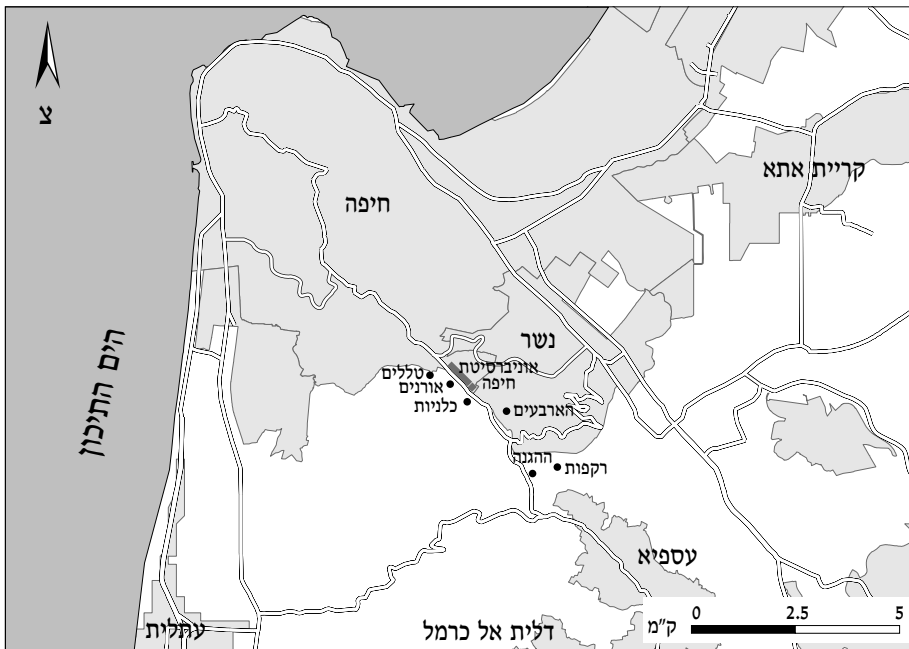 צ
קריית אתא
חיפה
הים התיכון
נשר
אוניברסיטת
חיפה
טללים
אורנים
כלניות
הארבעים
ההגנה
רקפות
עספיא
0 2.5 5
ק"מ
עתלית
דלית אל כרמל